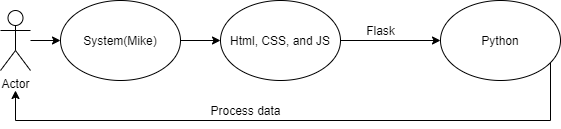 Flask
System(Mike)
Html, CSS, and JS
Python
Actor
Process data